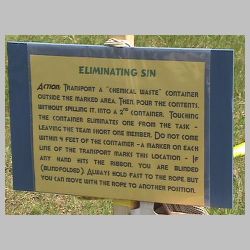 ELIMINATING SIN
ACTION: TRANSPORT A "CHEMICAL WASTE" CONTAINER
OUTSIDE THE MARKED AREA. THEN, POUR THE CONTENTS,
WITHOUT SPILLING IT, INTO A 2ND CONTAINER. TOUCHING
THE CONTAINER ELIMINATES ONE FROM THE TASK -
LEAVING THE TEAM SHORT ONE MEMBER. DO NOT COME
WITHIN 4 FEET OF THE CONTAINER - A MARKER ON EACH
LINE OF THE TRANSPORT MARKS THIS LOCATION - IF
ANY HAND HITS THE RIBBON, YOU ARE BLINDED
(BLINDFOLDED). ALWAYS HOLD FAST TO THE ROPE, BUT
YOU CAN MOVE WITH THE ROPE TO ANOTHER POSITION.